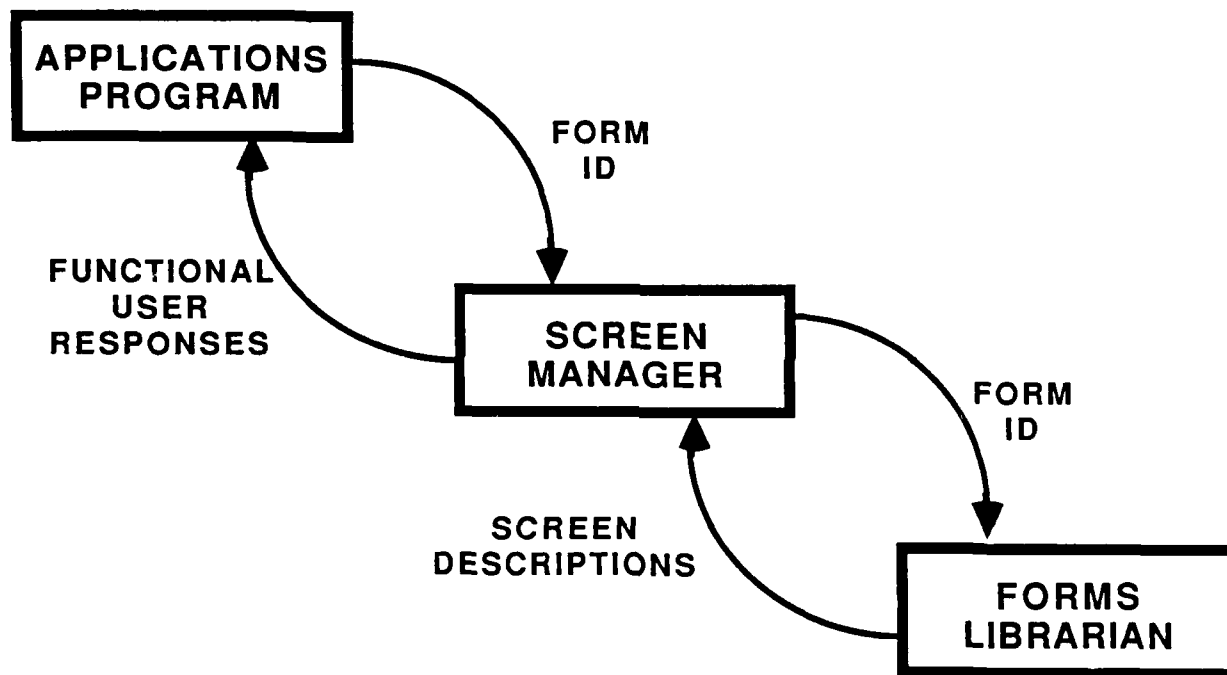 APPLICATIONS
PROGRAM
FORM
ID
FUNCTIONAL
USER
RESPONSES
SCREEN
MANAGER
FORM
ID
SCREEN
DESCRIPTIONS
FORMS
LIBRARIAN